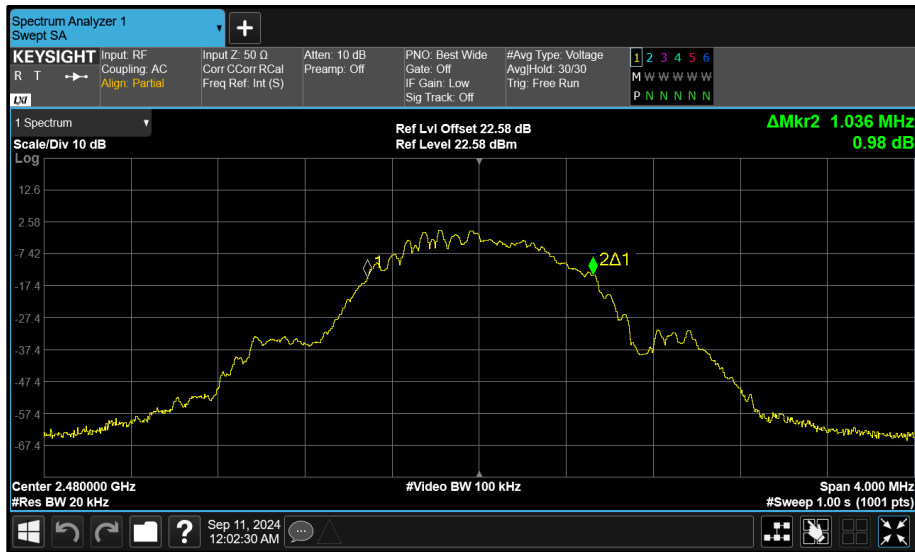 Spectrum Analyzer 1
Swept SA
+
KEYSIGHT
R T
LXI
Input: RF
Coupling: AC
Align: Partial
Input Z: 50 Ω
Corr CCorr RCal
Freq Ref: Int (S)
Atten: 10 dB
Preamp: Off
PNO: Best Wide
Gate: Off
IF Gain: Low
Sig Track: Off
#Avg Type: Voltage
Avg|Hold: 30/30
Trig: Free Run
1 2 3 4 5 6
M W W W W W
P N N N N N
1 Spectrum
Scale/Div 10 dB
Ref Lvl Offset 22.58 dB
Ref Level 22.58 dBm
ΔMkr2 1.036 MHz
0.98 dB
Log
12.6
2.58
-7.42
-17.4
-27.4
-37.4
-47.4
-57.4
-67.4
1
2Δ1
Center 2.480000 GHz
#Res BW 20 kHz
#Video BW 100 kHz
Span 4.000 MHz
#Sweep 1.00 s (1001 pts)
?
Sep 11, 2024
12:02:30 AM